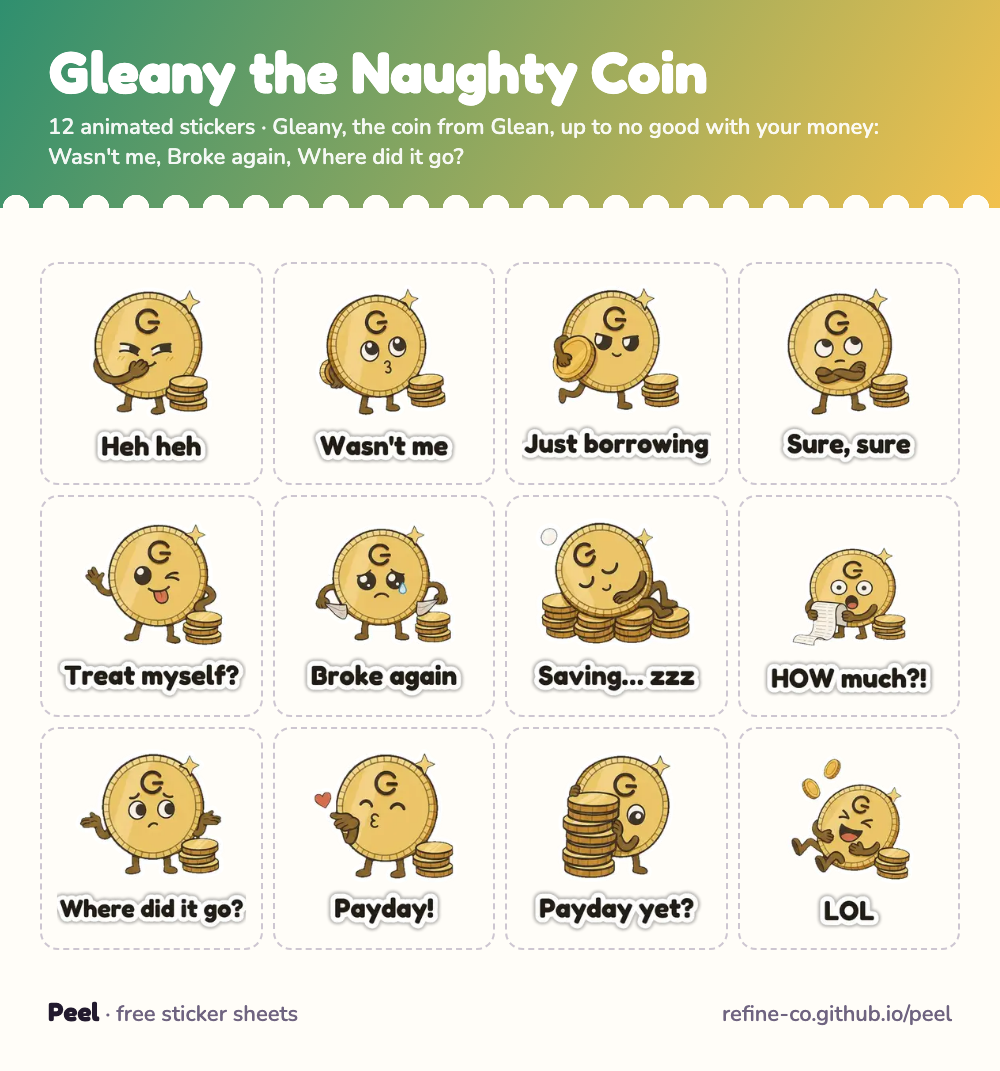 Gleany the Naughty Coin
12 animated stickers · Gleany, the coin from Glean, up to no good with your money:
Wasn't me, Broke again, Where did it go?
Heh heh
Wasn't me
Just borrowing
Sure, sure
Treat myself?
Broke again
Saving... zzz
HOW much?!
Where did it go?
Payday!
Payday yet?
LOL
Peel · free sticker sheets
refine-co.github.io/peel